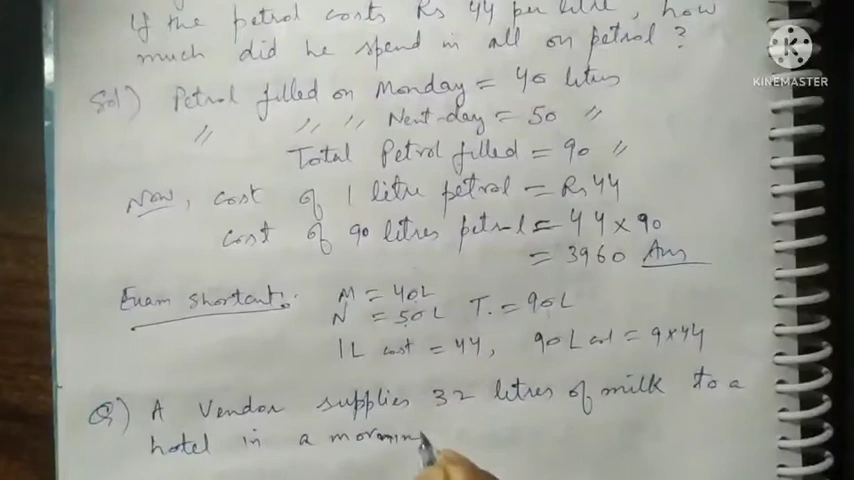 If the petrol costs Rs 44 per litre, how
much did he spend in all on petrol ?
Sol) Petrol filled on Monday = 40 litres
〃 〃 〃 Next-day = 50 〃
Total Petrol filled = 90 〃
Now, cost of 1 litre petrol = Rs 44
cost of 90 litres petrol = 44 x 90
= 3960 Ans
Exam Shortcut:
M = 40L
N = 50L T. = 90L
1L cost = 44, 90L cost = 9x44
Q) A Vendor supplies 32 litres of milk to a
hotel in a mornin
KINEMASTER